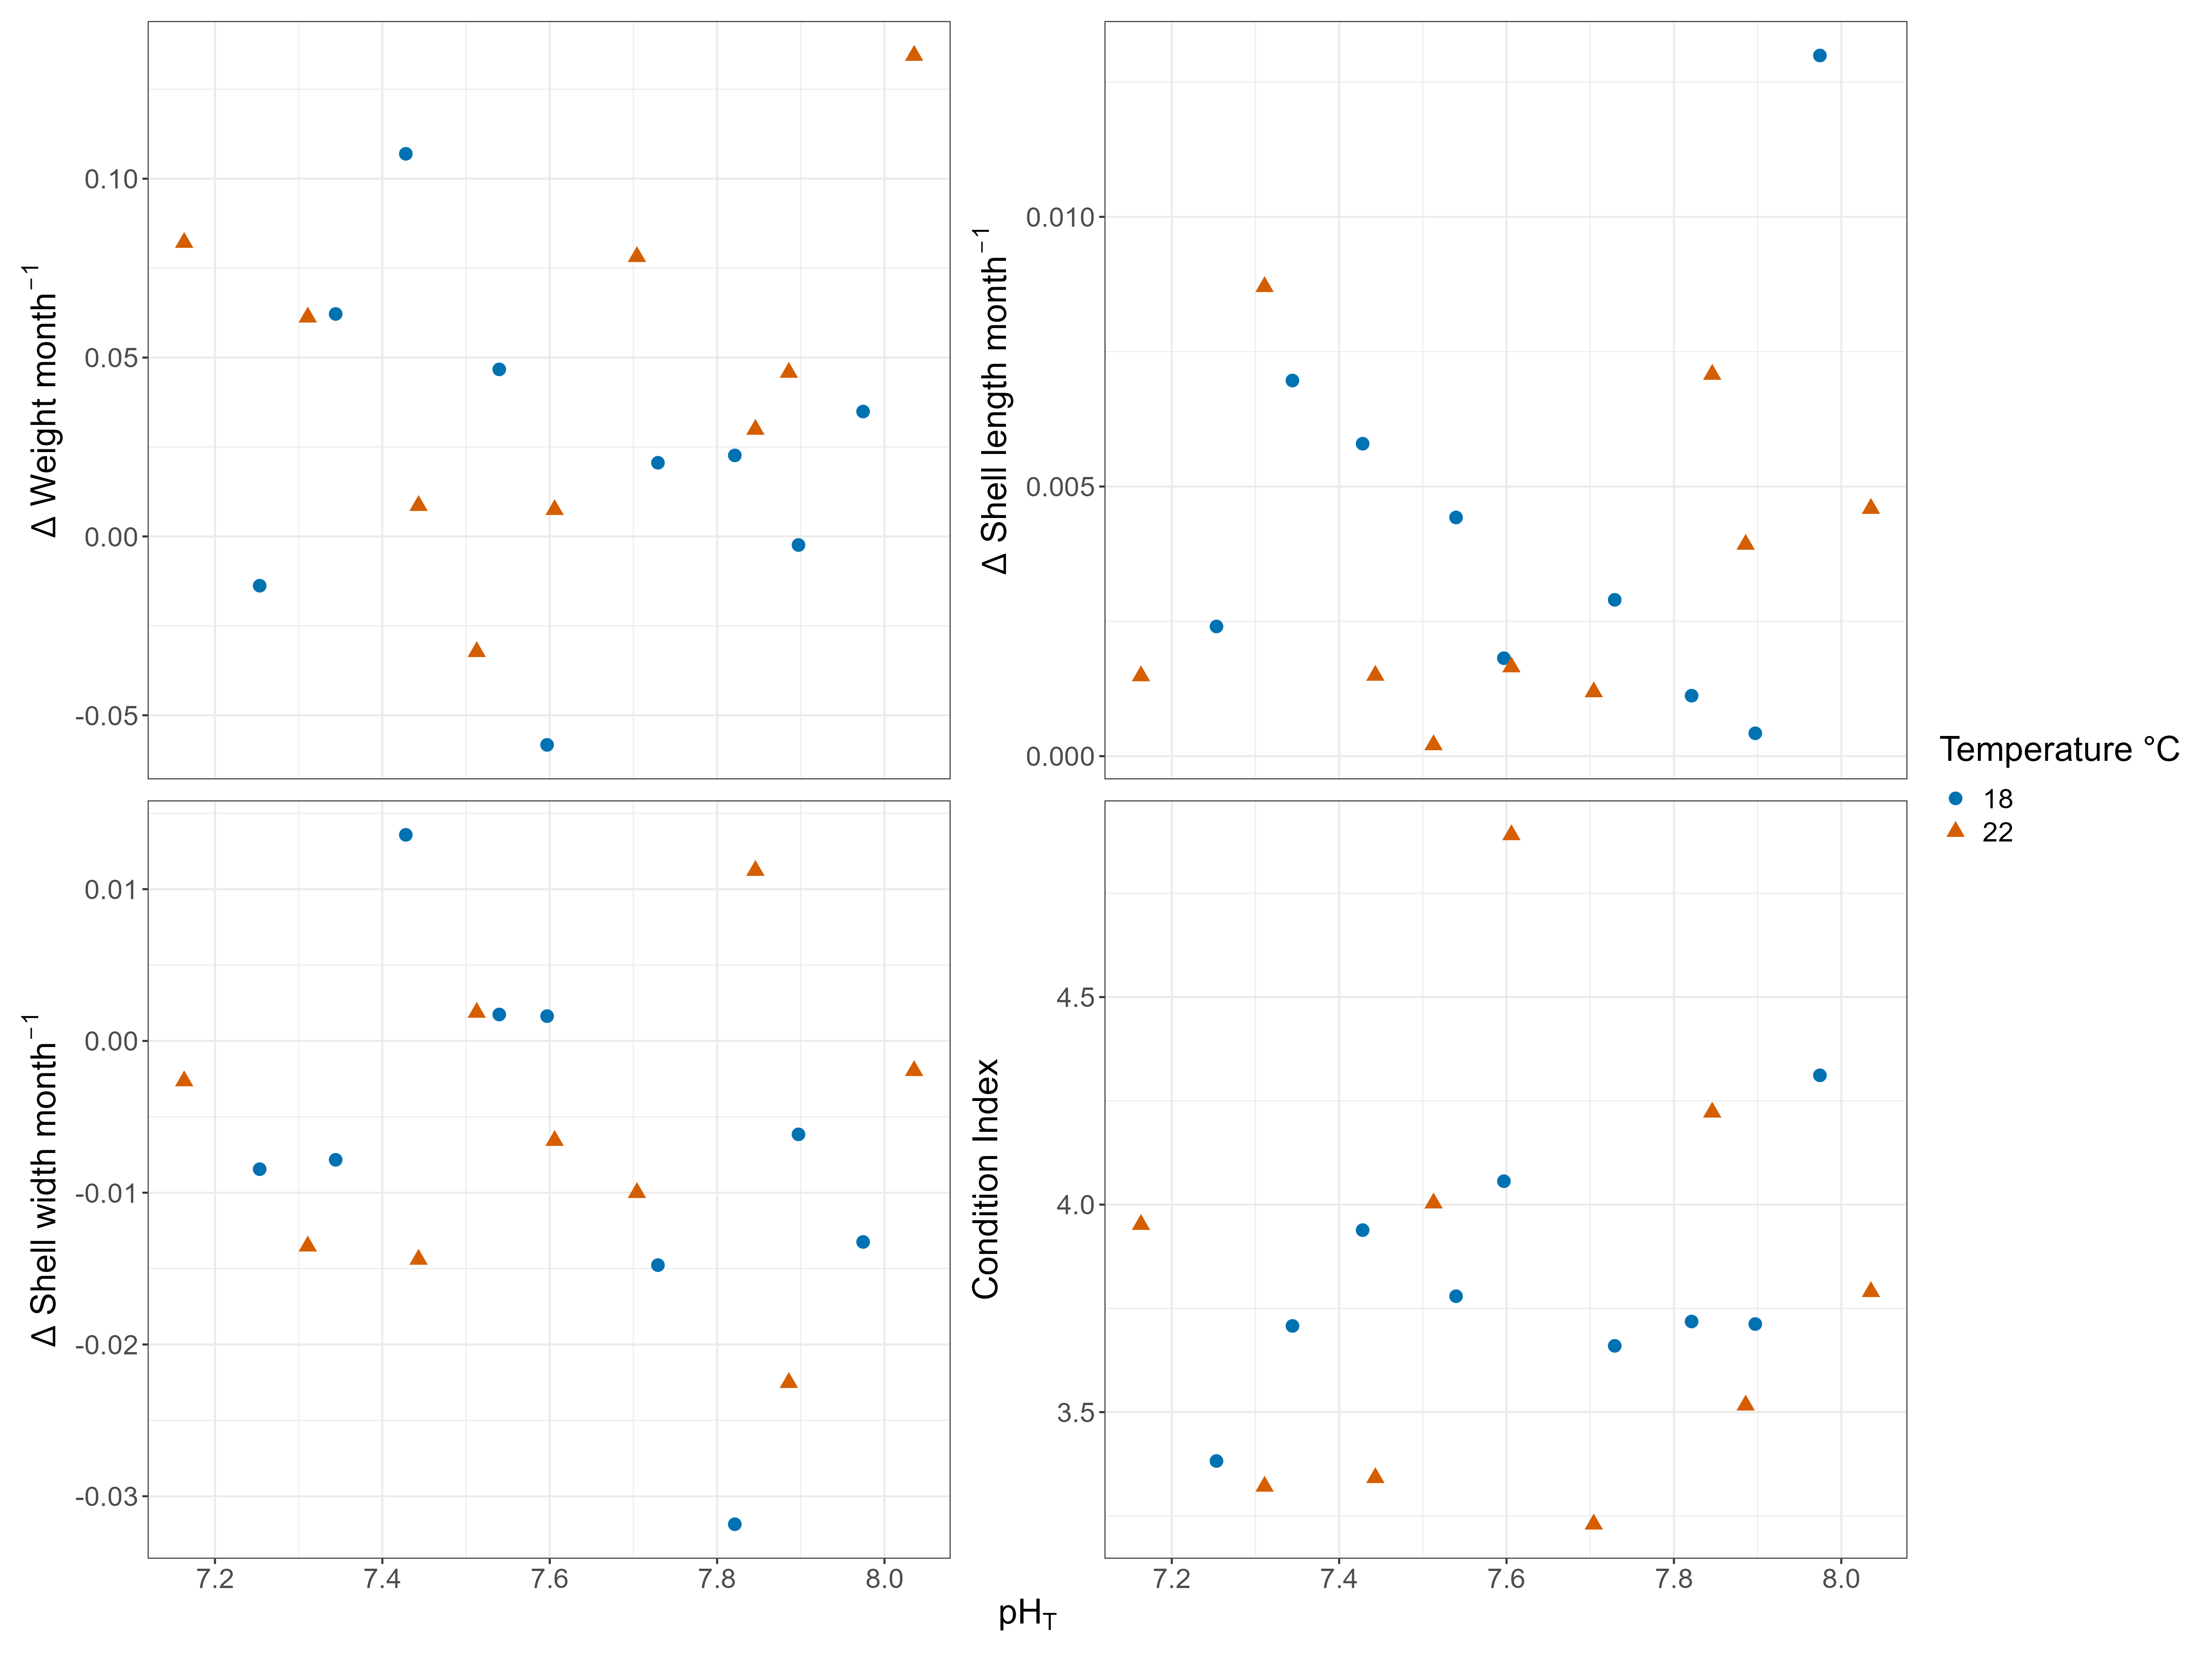 Δ Weight month⁻¹
0.10
0.05
0.00
-0.05
Δ Shell length month⁻¹
0.010
0.005
0.000
Δ Shell width month⁻¹
0.01
0.00
-0.01
-0.02
-0.03
7.2 7.4 7.6 7.8 8.0
Condition Index
4.5
4.0
3.5
7.2 7.4 7.6 7.8 8.0
pH_T
Temperature °C
18
22